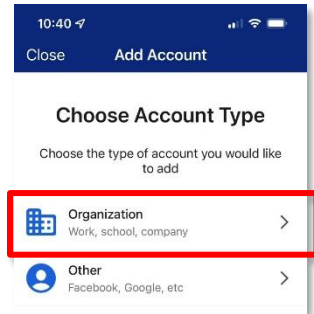 10:40
Close Add Account
Choose Account Type
Choose the type of account you would like
to add
Organization
Work, school, company
Other
Facebook, Google, etc